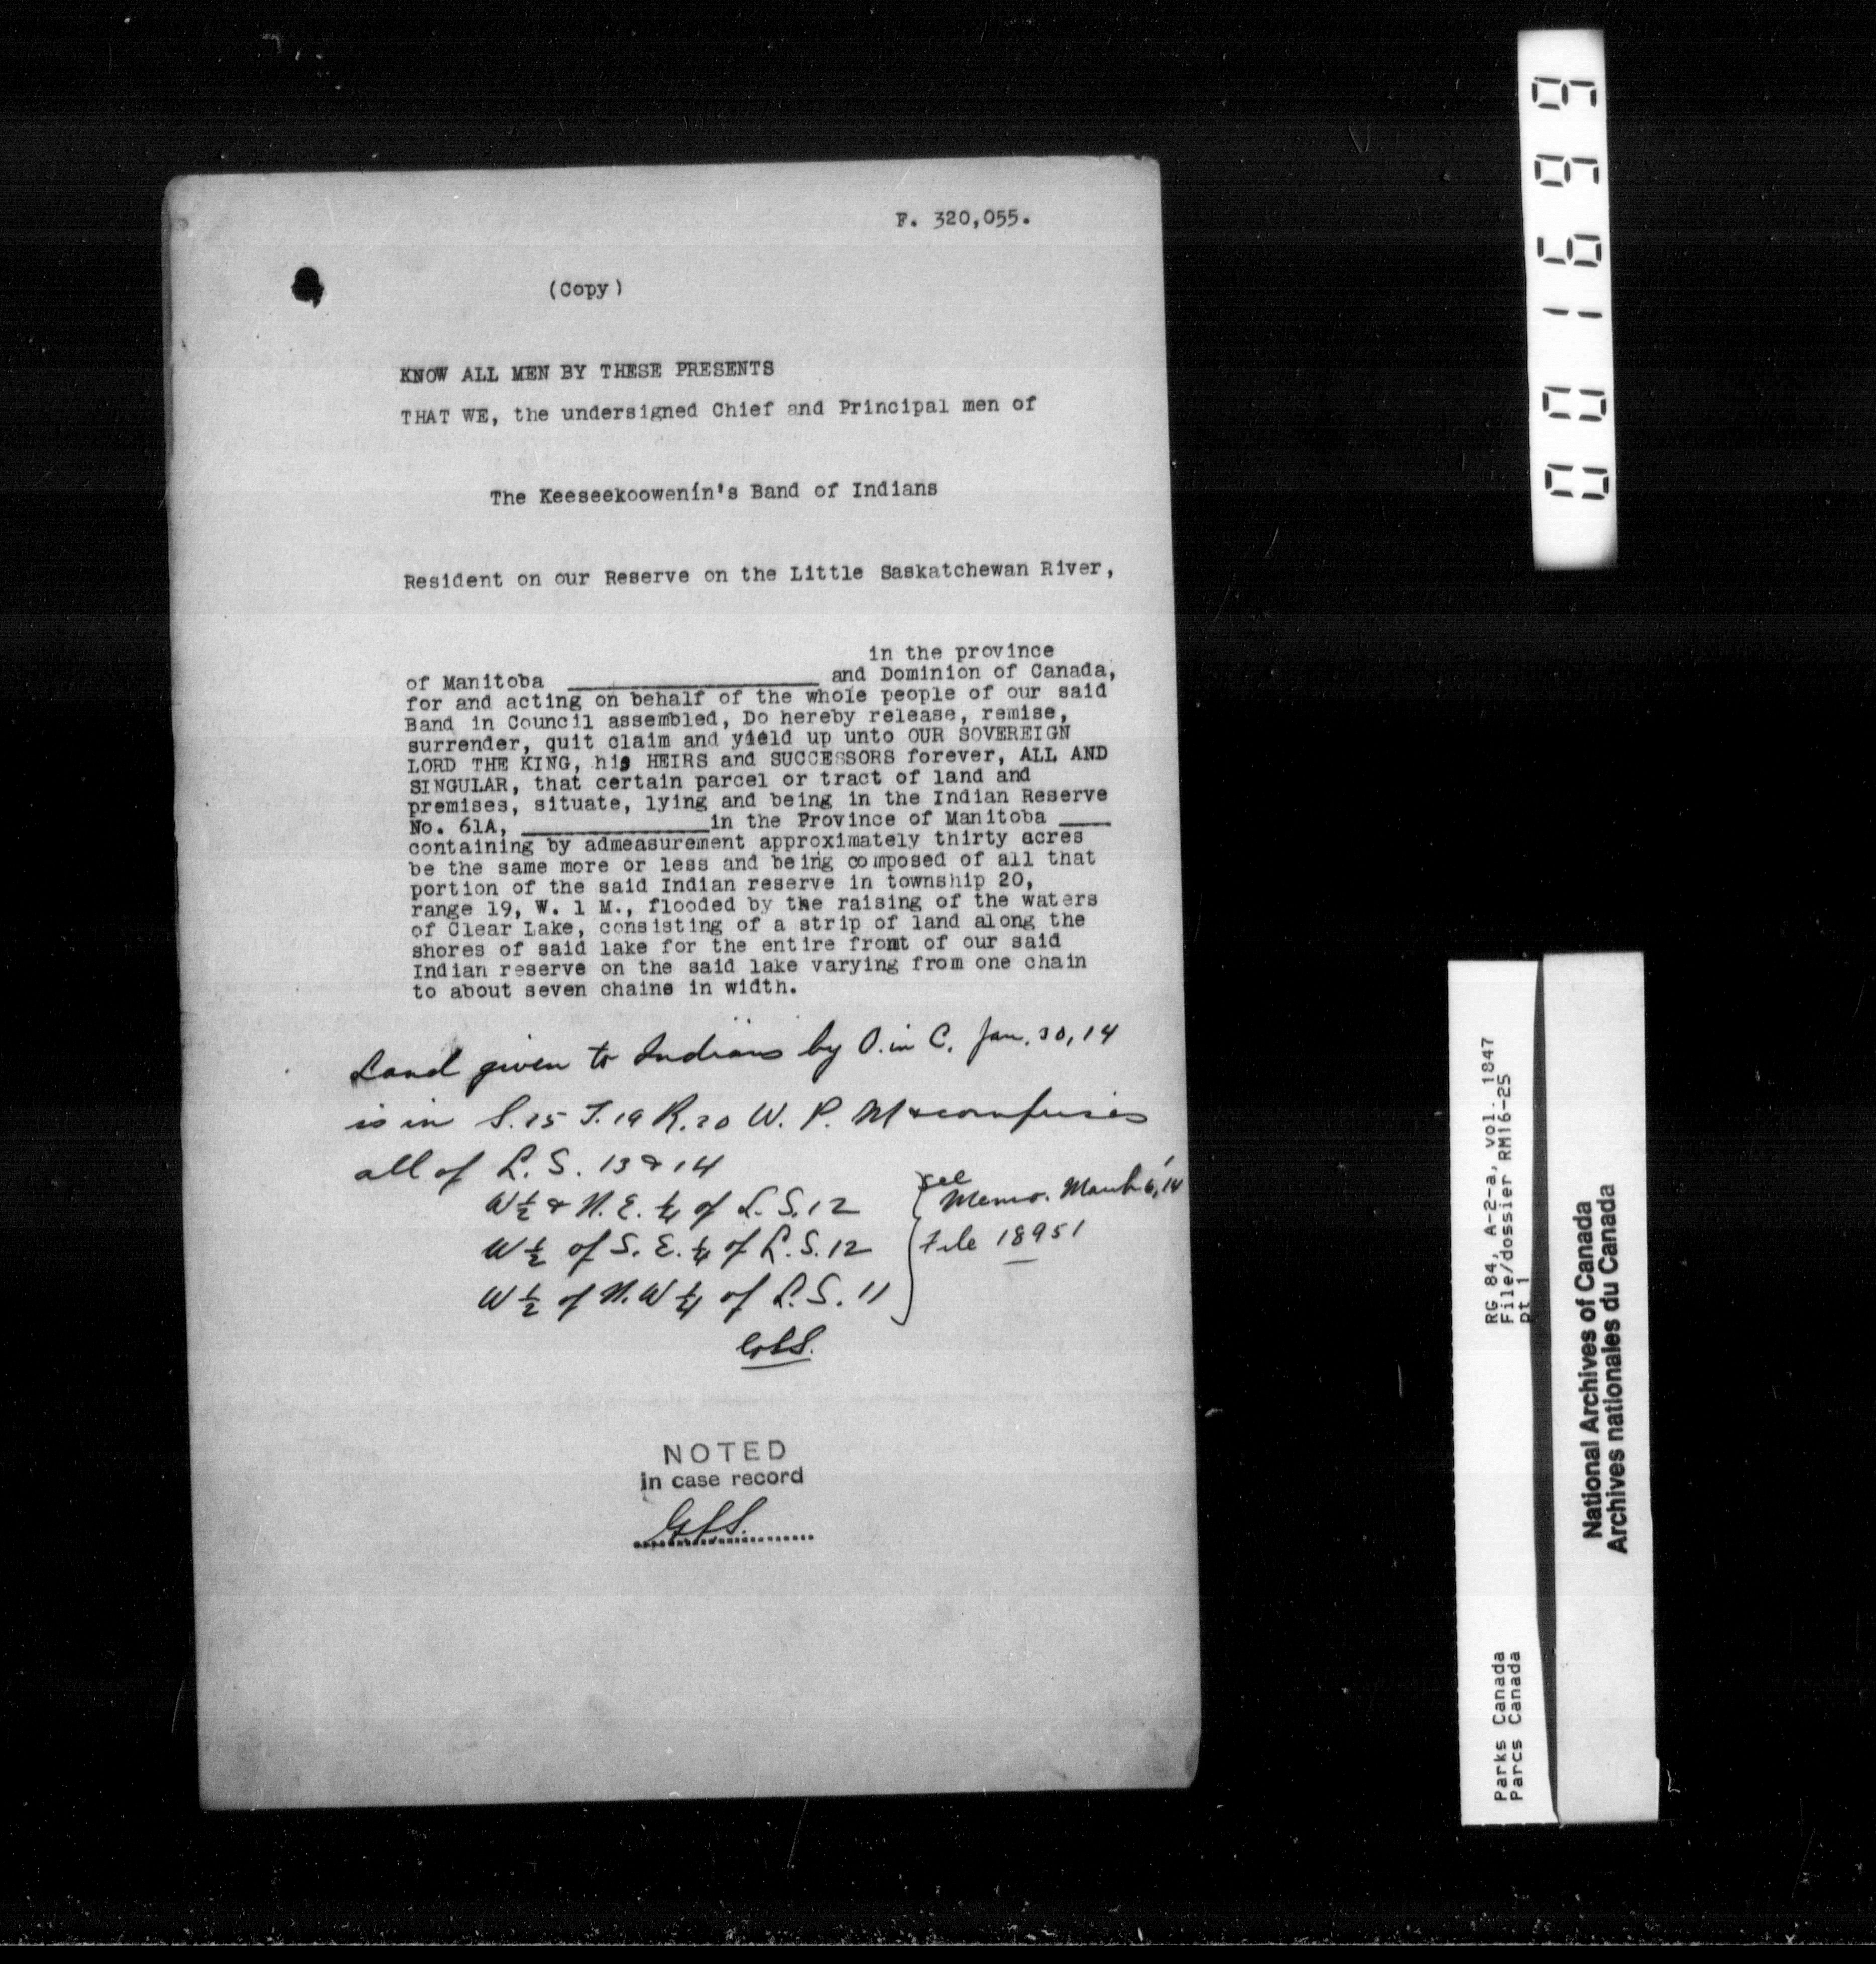 F. 320,055.
(Copy)
KNOW ALL MEN BY THESE PRESENTS
THAT WE, the undersigned Chief and Principal men of
The Keeseekoowenin's Band of Indians
Resident on our Reserve on the Little Saskatchewan River,
in the province
of Manitoba ____________________ and Dominion of Canada,
for and acting on behalf of the whole people of our said
Band in Council assembled, Do hereby release, remise,
surrender, quit claim and yield up unto OUR SOVEREIGN
LORD THE KING, his HEIRS and SUCCESSORS forever, ALL AND
SINGULAR, that certain parcel or tract of land and
premises, situate, lying and being in the Indian Reserve
No. 61A, _______________in the Province of Manitoba ____
containing by admeasurement approximately thirty acres
be the same more or less and being composed of all that
portion of the said Indian reserve in township 20,
range 19, W. 1 M., flooded by the raising of the waters
of Clear Lake, consisting of a strip of land along the
shores of said lake for the entire front of our said
Indian reserve on the said lake varying from one chain
to about seven chains in width.
Land given to Indians by O. in C. Jan. 30, 14
is in S. 15 T. 19 R. 20 W. P. M & comprises
all of L. S. 13 & 14
W ½ & N. E. ¼ of L. S. 12
W ½ of S. E. ¼ of L. S. 12
W ½ of N. W ¼ of L. S. 11
see
Memo. March 6, '14
File 18951
NOTED
in case record
001699
RG 84, A-2-a, vol. 1847
File/dossier RM16-25
pt 1
Parks Canada
Parcs Canada
National Archives of Canada
Archives nationales du Canada